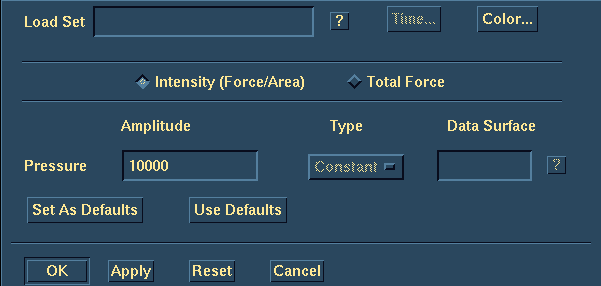 Load Set ? Time... Color...
Intensity (Force/Area) Total Force
Amplitude Type Data Surface
Pressure 10000 Constant ?
Set As Defaults Use Defaults
OK Apply Reset Cancel